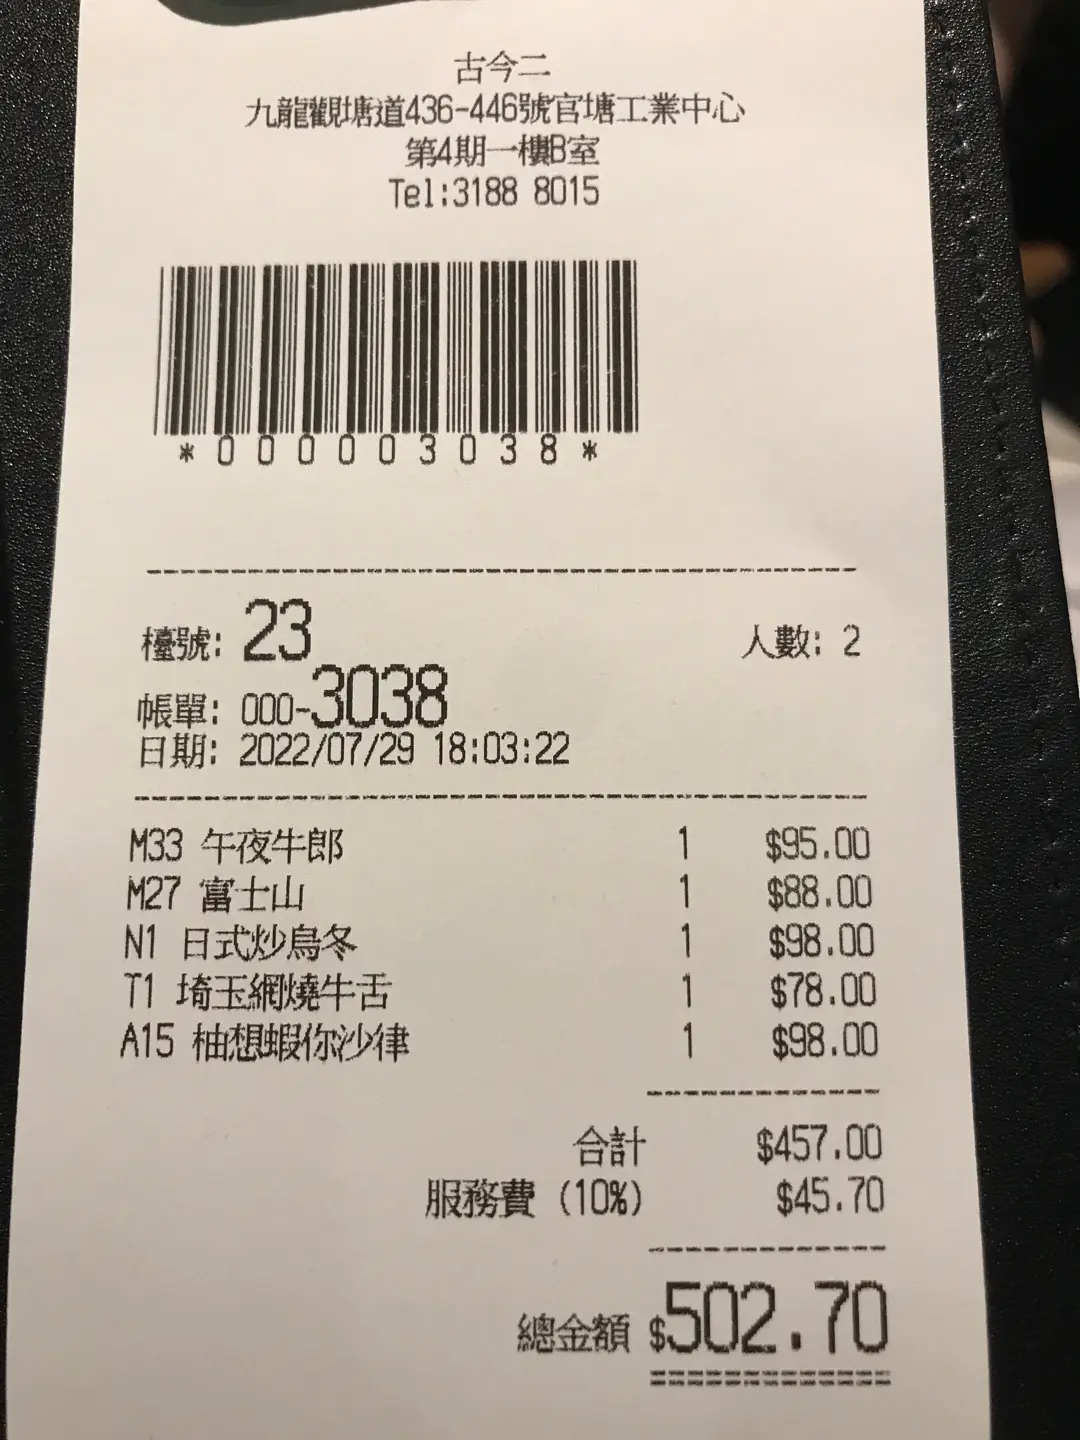 古今二
九龍觀塘道436-446號官塘工業中心
第4期一樓B室
Tel:3188 8015
*000003038*
檯號: 23 人數: 2
帳單: 000-3038
日期: 2022/07/29 18:03:22
M33 午夜牛郎 1 $95.00
M27 富士山 1 $88.00
N1 日式炒烏冬 1 $98.00
T1 埼玉網燒牛舌 1 $78.00
A15 柚想蝦你沙律 1 $98.00
合計 $457.00
服務費 (10%) $45.70
總金額 $502.70